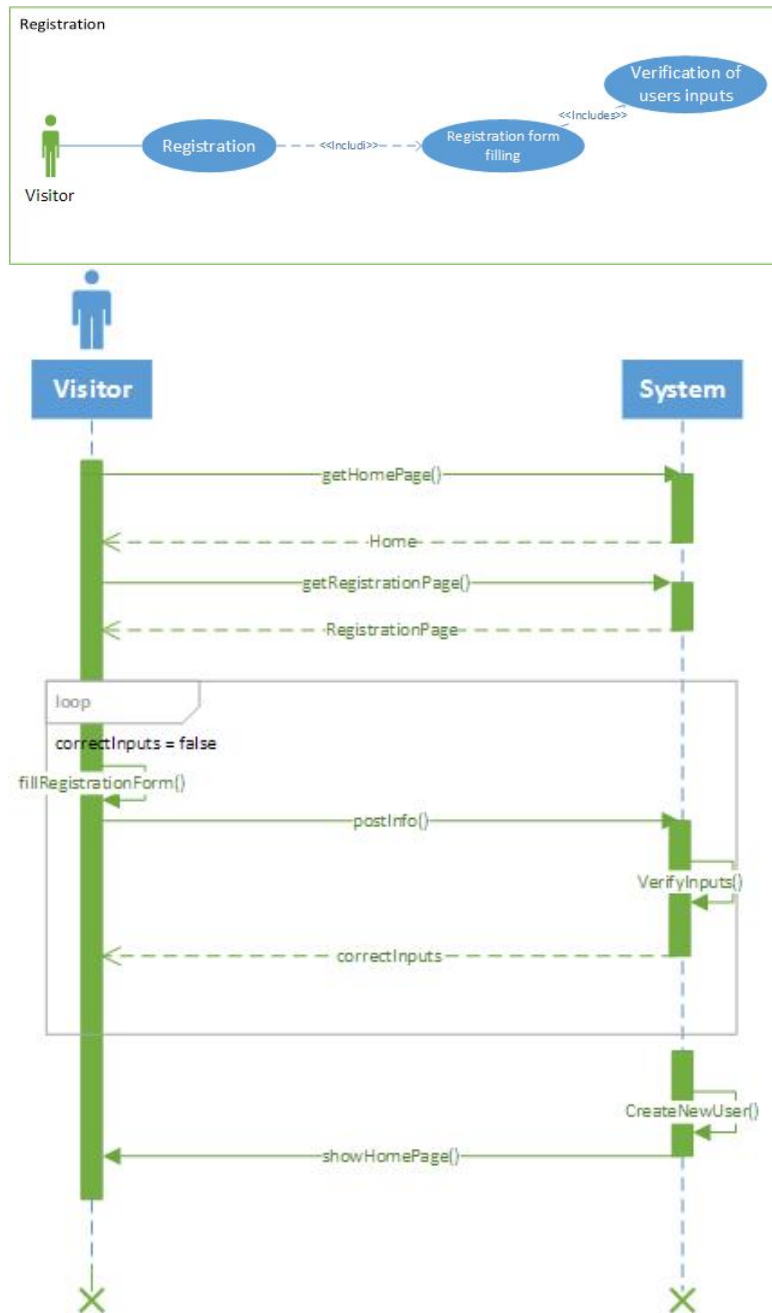 Registration
Verification of
users inputs
<<Includes>>
Registration
<<Includi>>
Registration form
filling
Visitor
Visitor
System
getHomePage()
Home
getRegistrationPage()
RegistrationPage
loop
correctInputs = false
fillRegistrationForm()
postInfo()
VerifyInputs()
correctInputs
CreateNewUser()
showHomePage()